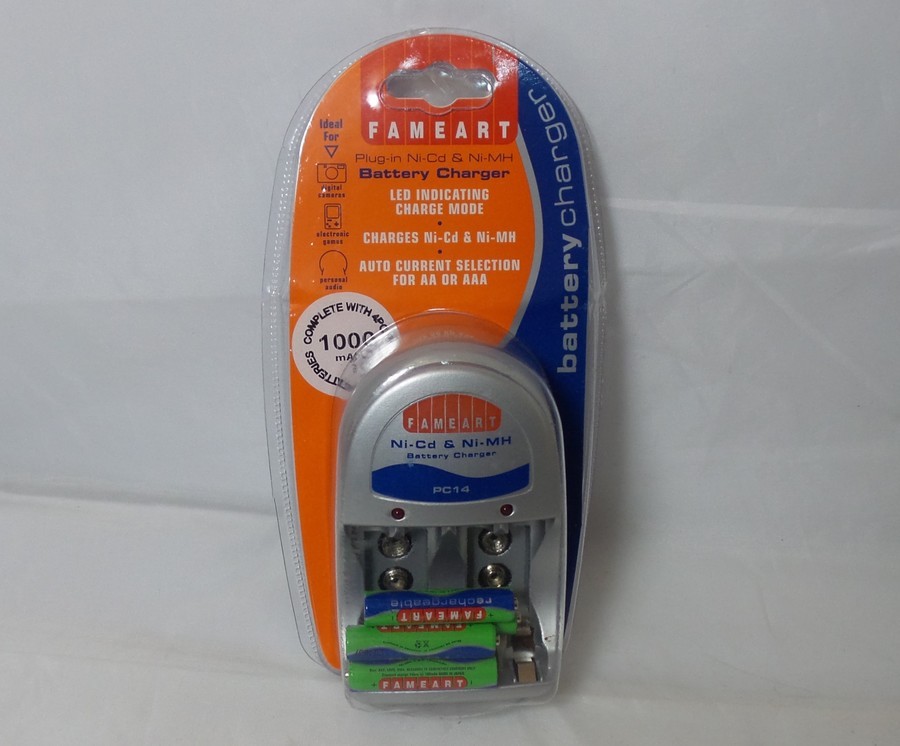 FAMEART
Plug-in Ni-Cd & Ni-MH
Battery Charger
LED INDICATING
CHARGE MODE
CHARGES Ni-Cd & Ni-MH
AUTO CURRENT SELECTION
FOR AA OR AAA
Ideal
For
digital
cameras
electronic
games
personal
audio
battery charger
COMPLETE WITH
1000
FAMEART
Ni-Cd & Ni-MH
Battery Charger
PC14
rechargeable
FAMEART
FAMEART